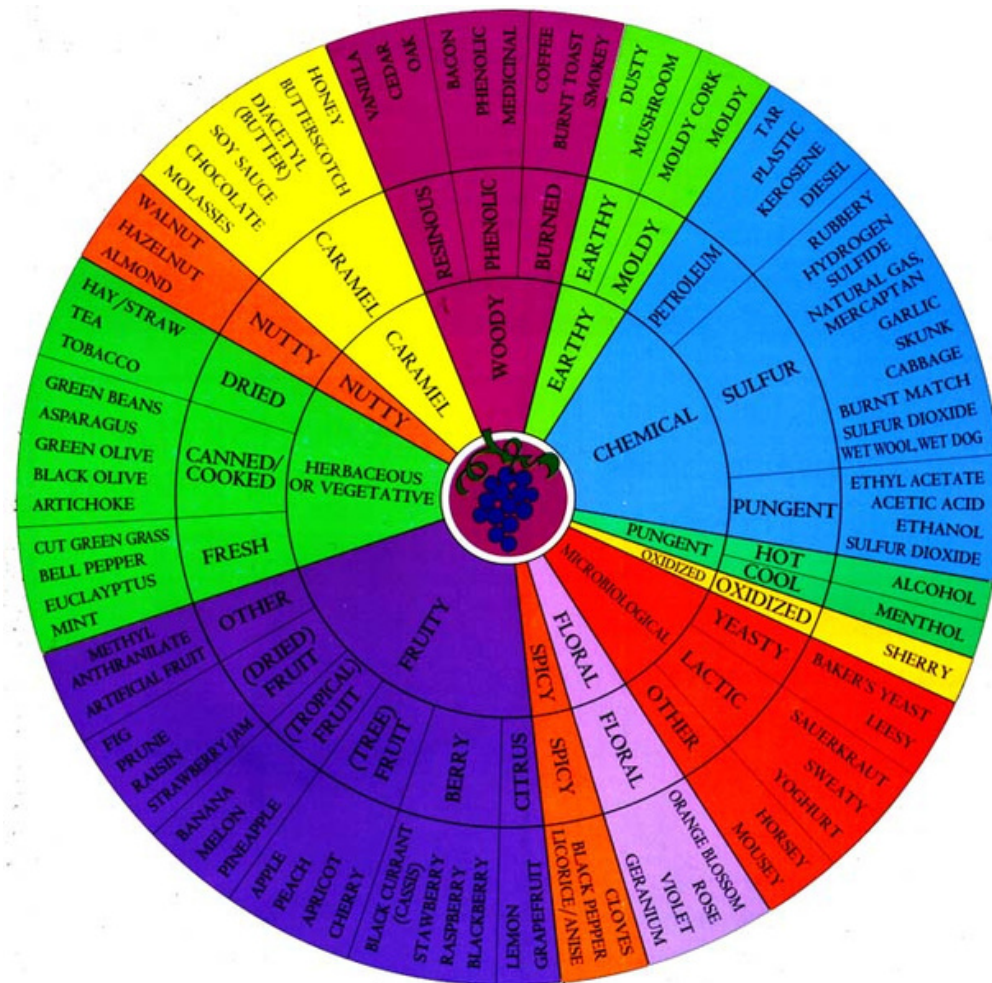 WOODY
RESINOUS
VANILLA
CEDAR
OAK
PHENOLIC
BACON
PHENOLIC
MEDICINAL
BURNED
COFFEE
BURNT TOAST
SMOKEY
EARTHY
EARTHY
DUSTY
MUSHROOM
MOLDY
MOLDY CORK
MOLDY
CHEMICAL
PETROLEUM
TAR
PLASTIC
KEROSENE
DIESEL
SULFUR
RUBBERY
HYDROGEN
SULFIDE
NATURAL GAS,
MERCAPTAN
GARLIC
SKUNK
CABBAGE
BURNT MATCH
SULFUR DIOXIDE
WET WOOL, WET DOG
PUNGENT
ETHYL ACETATE
ACETIC ACID
ETHANOL
SULFUR DIOXIDE
PUNGENT
HOT
ALCOHOL
COOL
MENTHOL
OXIDIZED
OXIDIZED
SHERRY
MICROBIOLOGICAL
YEASTY
BAKER'S YEAST
LEESY
LACTIC
SAUERKRAUT
SWEATY
YOGHURT
OTHER
HORSEY
MOUSEY
FLORAL
FLORAL
ORANGE BLOSSOM
ROSE
VIOLET
GERANIUM
SPICY
SPICY
CLOVES
BLACK PEPPER
LICORICE/ANISE
FRUITY
CITRUS
GRAPEFRUIT
LEMON
BERRY
BLACKBERRY
RASPBERRY
STAWBERRY
BLACK CURRANT
(CASSIS)
(TREE)
FRUIT
CHERRY
APRICOT
PEACH
APPLE
(TROPICAL)
FRUIT
PINEAPPLE
MELON
BANANA
(DRIED)
FRUIT
STRAWBERRY JAM
RAISIN
PRUNE
FIG
OTHER
ARTIFICIAL FRUIT
METHYL
ANTHRANILATE
HERBACEOUS
OR VEGETATIVE
FRESH
MINT
EUCLAYPTUS
BELL PEPPER
CUT GREEN GRASS
CANNED/
COOKED
ARTICHOKE
BLACK OLIVE
GREEN OLIVE
ASPARAGUS
GREEN BEANS
DRIED
TOBACCO
TEA
HAY/STRAW
NUTTY
NUTTY
ALMOND
HAZELNUT
WALNUT
CARAMEL
CARAMEL
MOLASSES
CHOCOLATE
SOY SAUCE
DIACETYL
(BUTTER)
BUTTERSCOTCH
HONEY